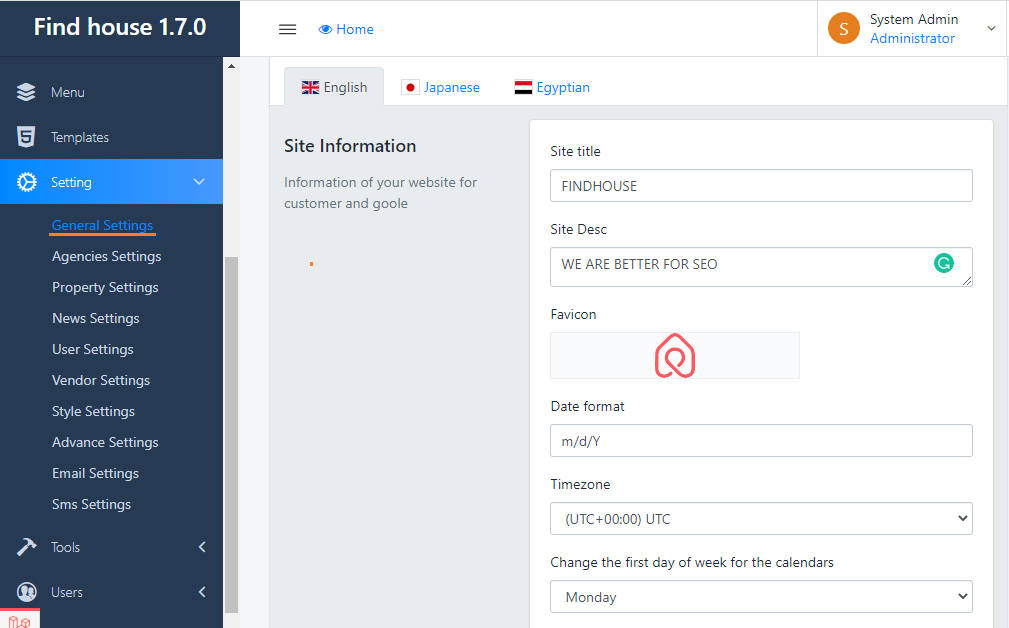 Find house 1.7.0
Home
S
System Admin
Administrator
Menu
Templates
Setting
General Settings
Agencies Settings
Property Settings
News Settings
User Settings
Vendor Settings
Style Settings
Advance Settings
Email Settings
Sms Settings
Tools
Users
English
Japanese
Egyptian
Site Information
Information of your website for
customer and goole
Site title
FINDHOUSE
Site Desc
WE ARE BETTER FOR SEO
Favicon
Date format
m/d/Y
Timezone
(UTC+00:00) UTC
Change the first day of week for the calendars
Monday